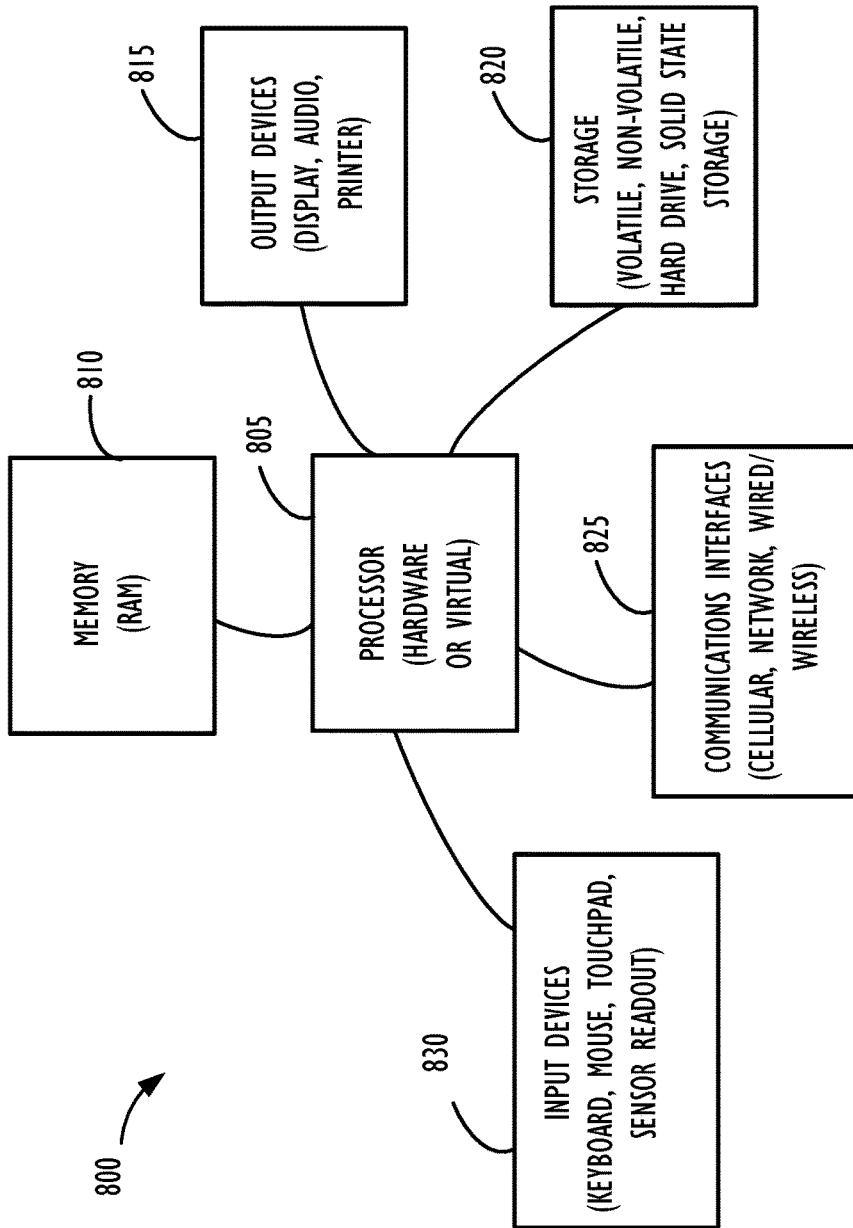 800
830
INPUT DEVICES
(KEYBOARD, MOUSE, TOUCHPAD,
SENSOR READOUT)
MEMORY
(RAM)
810
805
PROCESSOR
(HARDWARE
OR VIRTUAL)
825
COMMUNICATIONS INTERFACES
(CELLULAR, NETWORK, WIRED/
WIRELESS)
815
OUTPUT DEVICES
(DISPLAY, AUDIO,
PRINTER)
820
STORAGE
(VOLATILE, NON-VOLATILE,
HARD DRIVE, SOLID STATE
STORAGE)